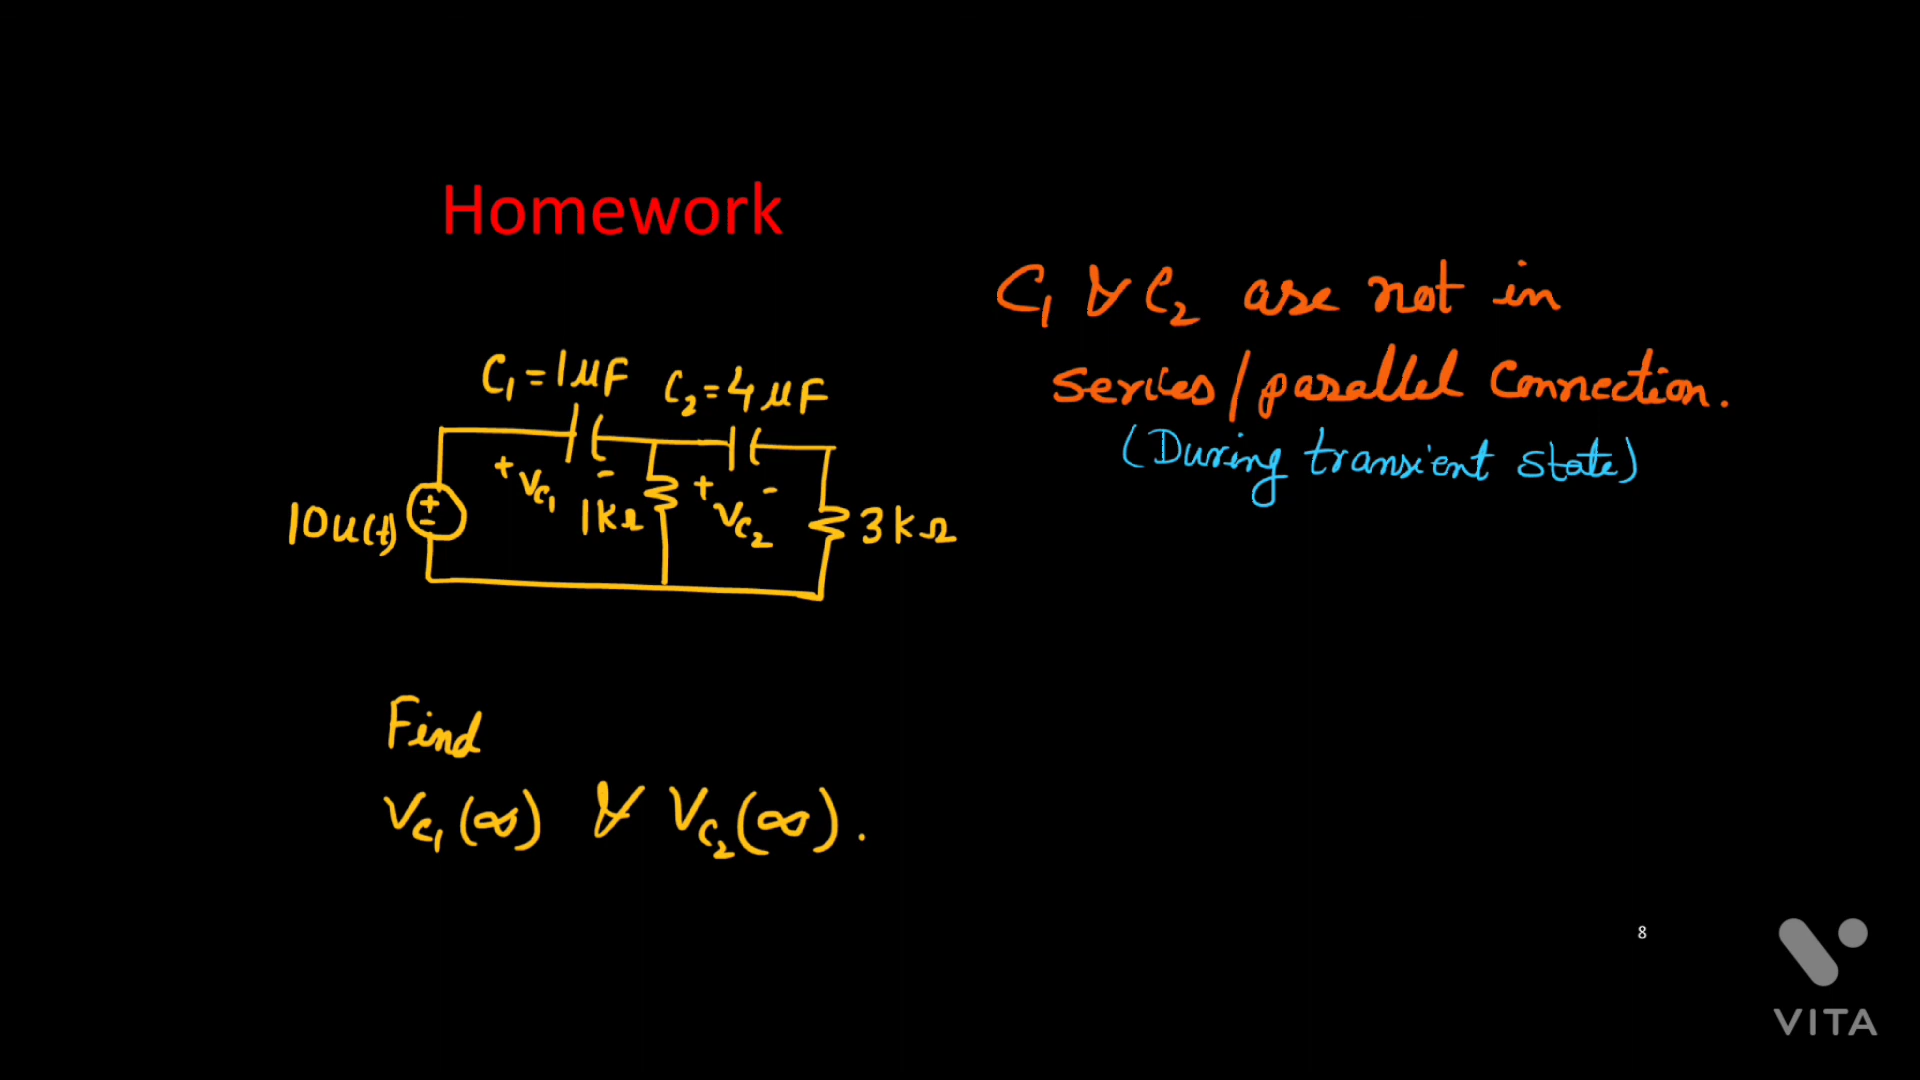 Homework
C₁ & C₂ are not in
series/parallel Connection.
(During transient state)
C₁=1μF C₂=4μF
+ Vc₁ -
+ Vc₂ -
10u(t)
+
-
1kΩ
3kΩ
Find
Vc₁(∞) & Vc₂(∞).
8
VITA